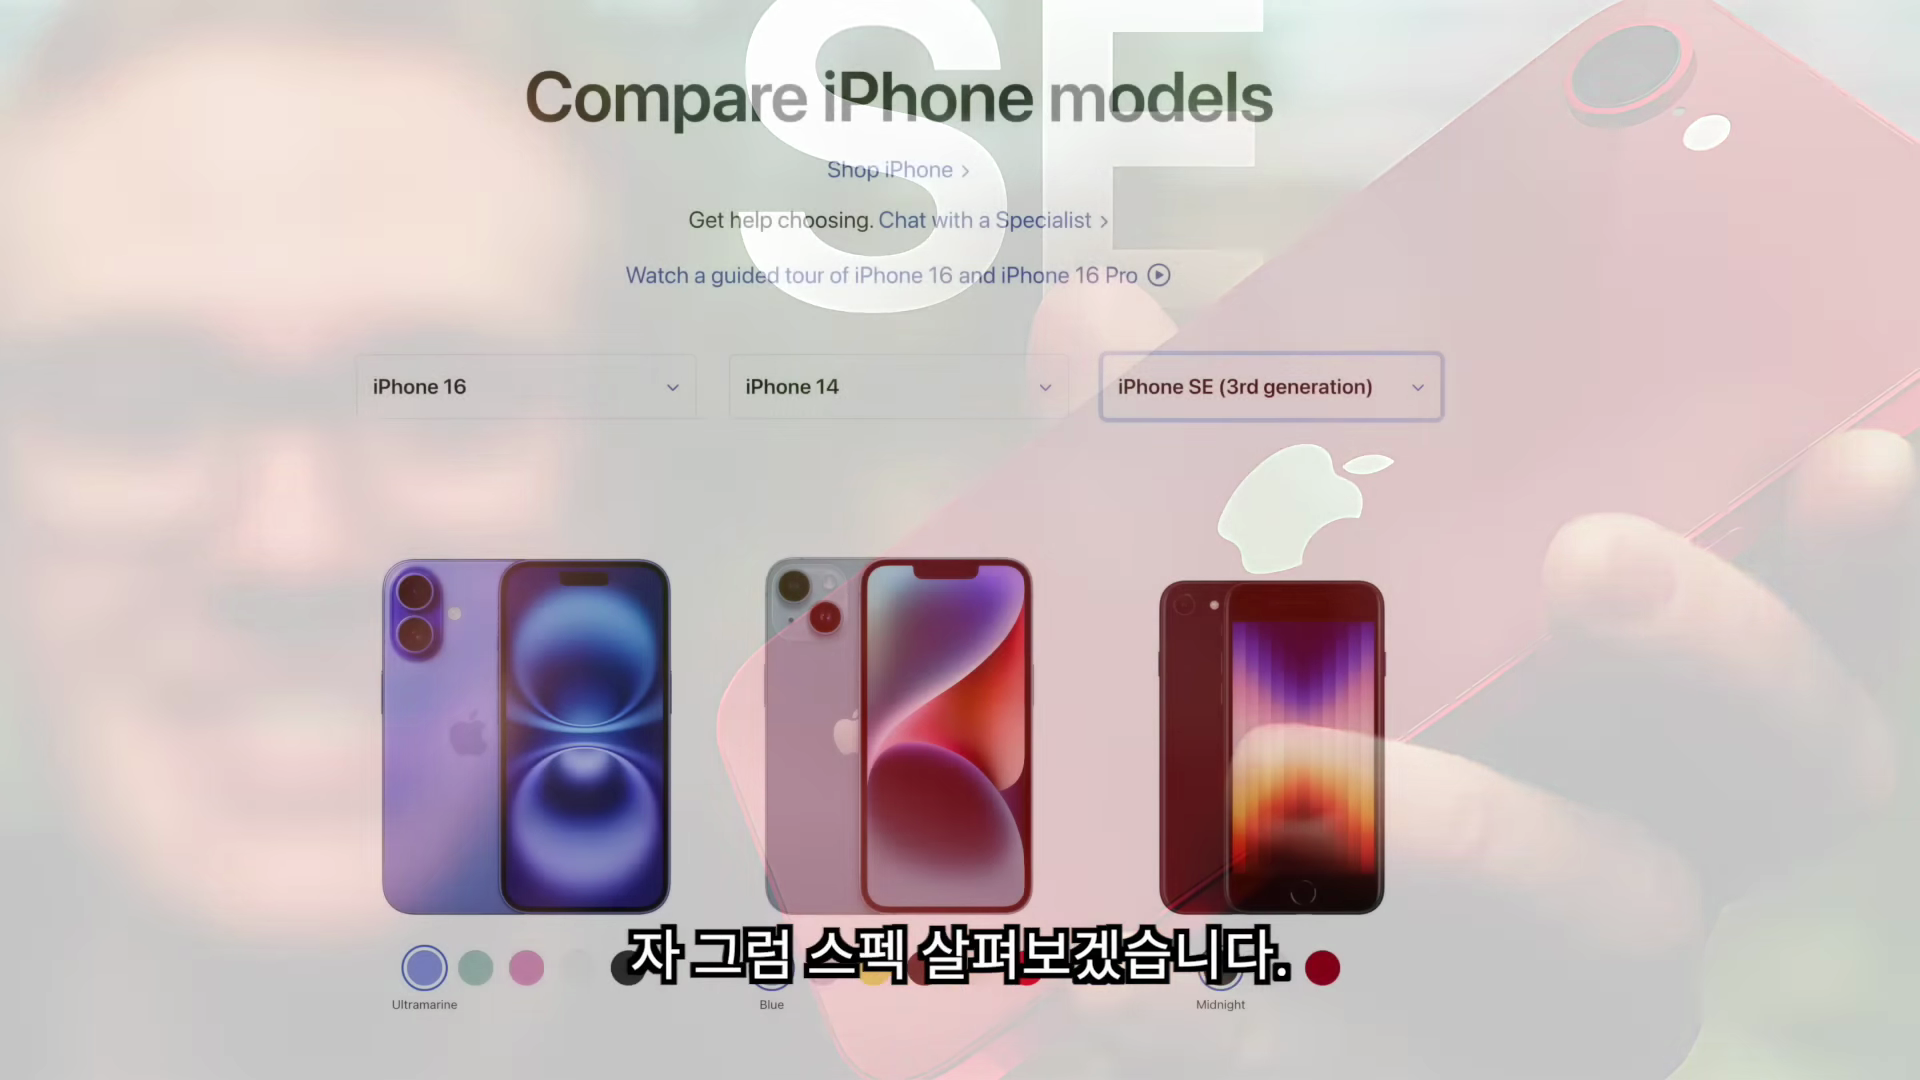 SE
Compare iPhone models
Shop iPhone >
Get help choosing. Chat with a Specialist >
Watch a guided tour of iPhone 16 and iPhone 16 Pro
iPhone 16
iPhone 14
iPhone SE (3rd generation)
자 그럼 스펙 살펴보겠습니다.
Ultramarine
Blue
Midnight